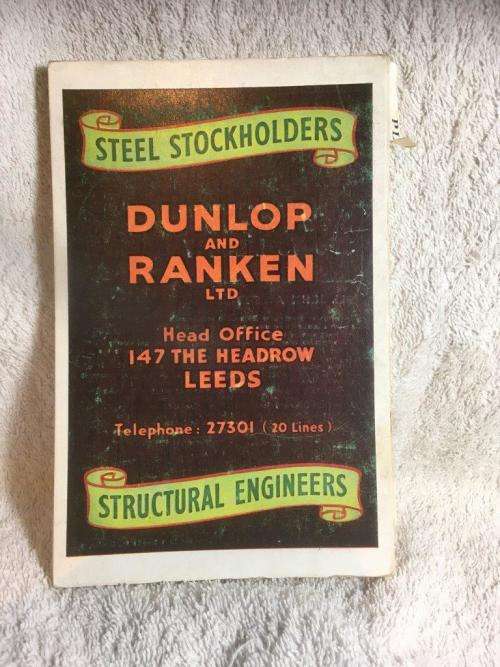 STEEL STOCKHOLDERS
DUNLOP
AND
RANKEN
LTD
Head Office
147 THE HEADROW
LEEDS
Telephone: 27301 (20 Lines)
STRUCTURAL ENGINEERS